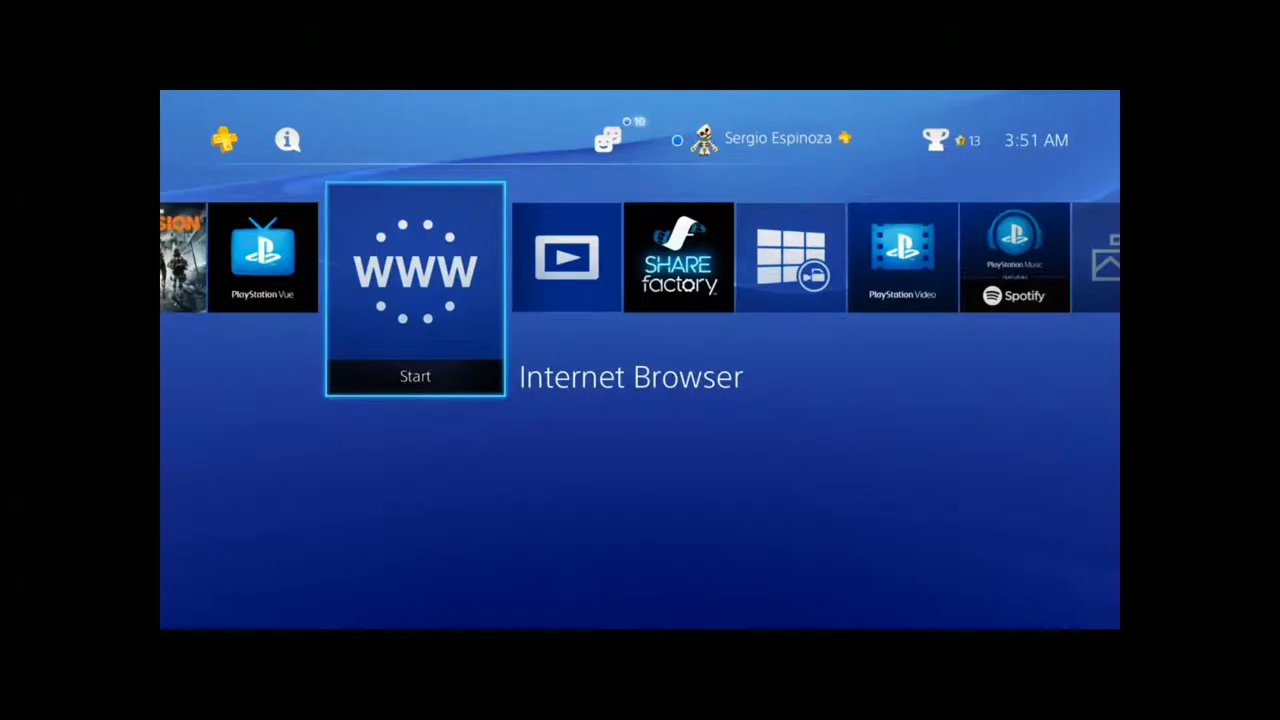 10
Sergio Espinoza
13
3:51 AM
SION
PlayStation Vue
WWW
Start
Internet Browser
SHARE
factory
PlayStation Video
PlayStation Music
FEATURING
Spotify